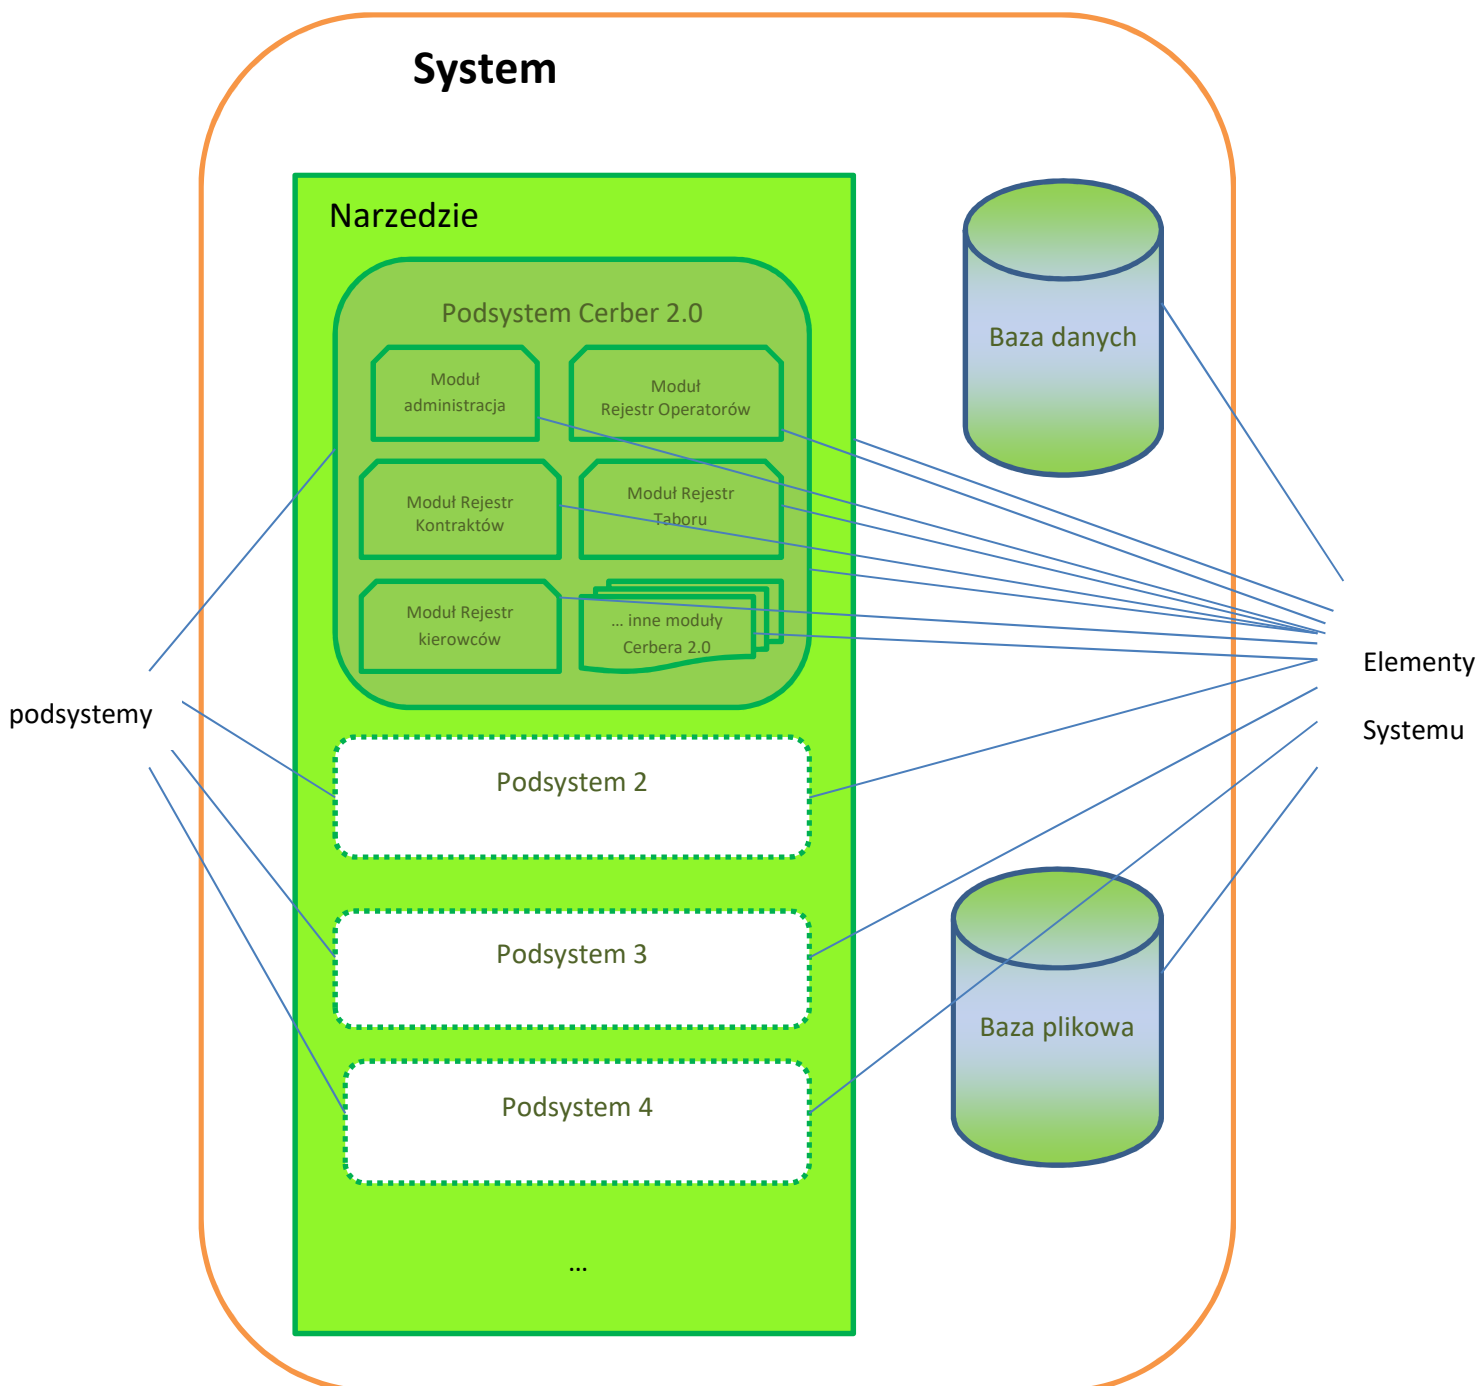 System
Narzedzie
Podsystem Cerber 2.0
Moduł
administracja
Moduł
Rejestr Operatorów
Moduł Rejestr
Kontraktów
Moduł Rejestr
Taboru
Moduł Rejestr
kierowców
... inne moduły
Cerbera 2.0
Baza danych
podsystemy
Elementy
Systemu
Podsystem 2
Podsystem 3
Baza plikowa
Podsystem 4
...